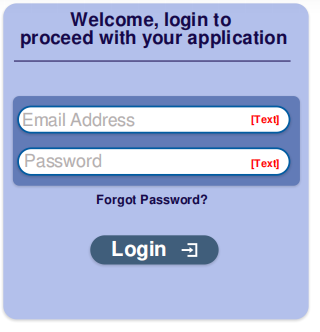 Welcome, login to
proceed with your application
Email Address [Text]
Password [Text]
Forgot Password?
Login